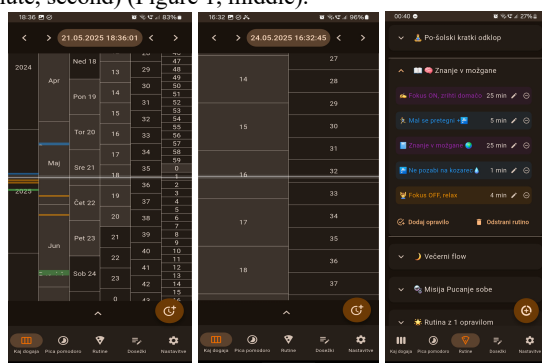 nute, second) (Figure 1, middle).
18:36
83%
21.05.2025 18:36:01
2024
2025
Apr
Maj
Jun
Ned 18
Pon 19
Tor 20
Sre 21
Čet 22
Pet 23
Sob 24
13
14
15
16
17
18
19
20
21
22
23
0
29
30
31
32
33
34
35
36
37
38
39
40
41
42
47
48
49
50
51
52
53
54
55
56
57
58
59
0
1
2
3
4
5
6
7
8
9
10
11
12
13
14
15
Kaj dogaja
Pica pomodoro
Rutine
Dosežki
Nastavitve
16:32
96%
24.05.2025 16:32:45
14
15
16
17
18
27
28
29
30
31
32
33
34
35
36
37
Kaj dogaja
Pica pomodoro
Rutine
Dosežki
Nastavitve
00:40
27%
Po-šolski kratki odklop
Znanje v možgane
Fokus ON, zrihti domačo 25 min
Mal se pretegni + 5 min
Znanje v možgane 25 min
Ne pozabi na kozarec 1 min
Fokus OFF, relax 4 min
Dodaj opravilo
Odstrani rutino
Večerni flow
Misija Pucanje sobe
Rutina z 1 opravilom
Kaj dogaja
Pica pomodoro
Rutine
Dosežki
Nastavitve